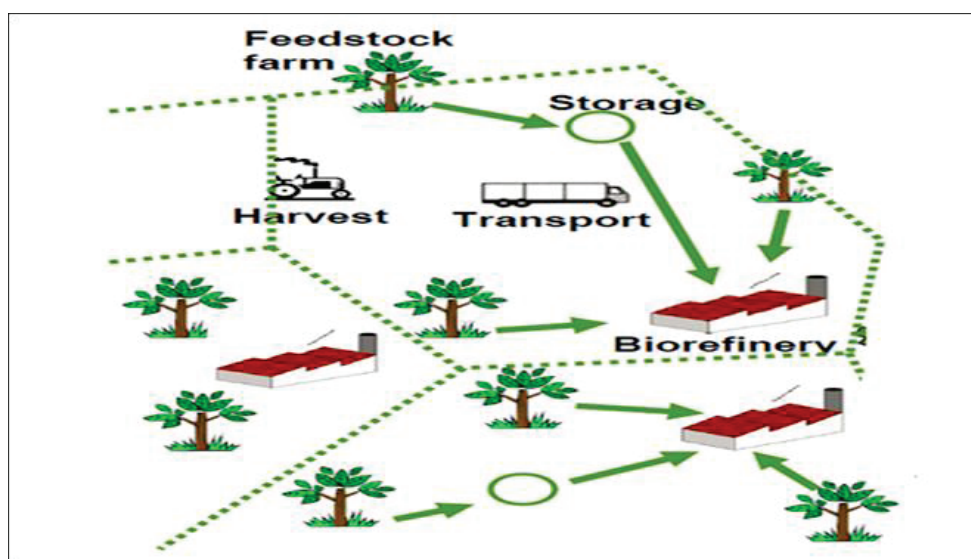 Feedstock
farm
Storage
Harvest
Transport
Biorefinery